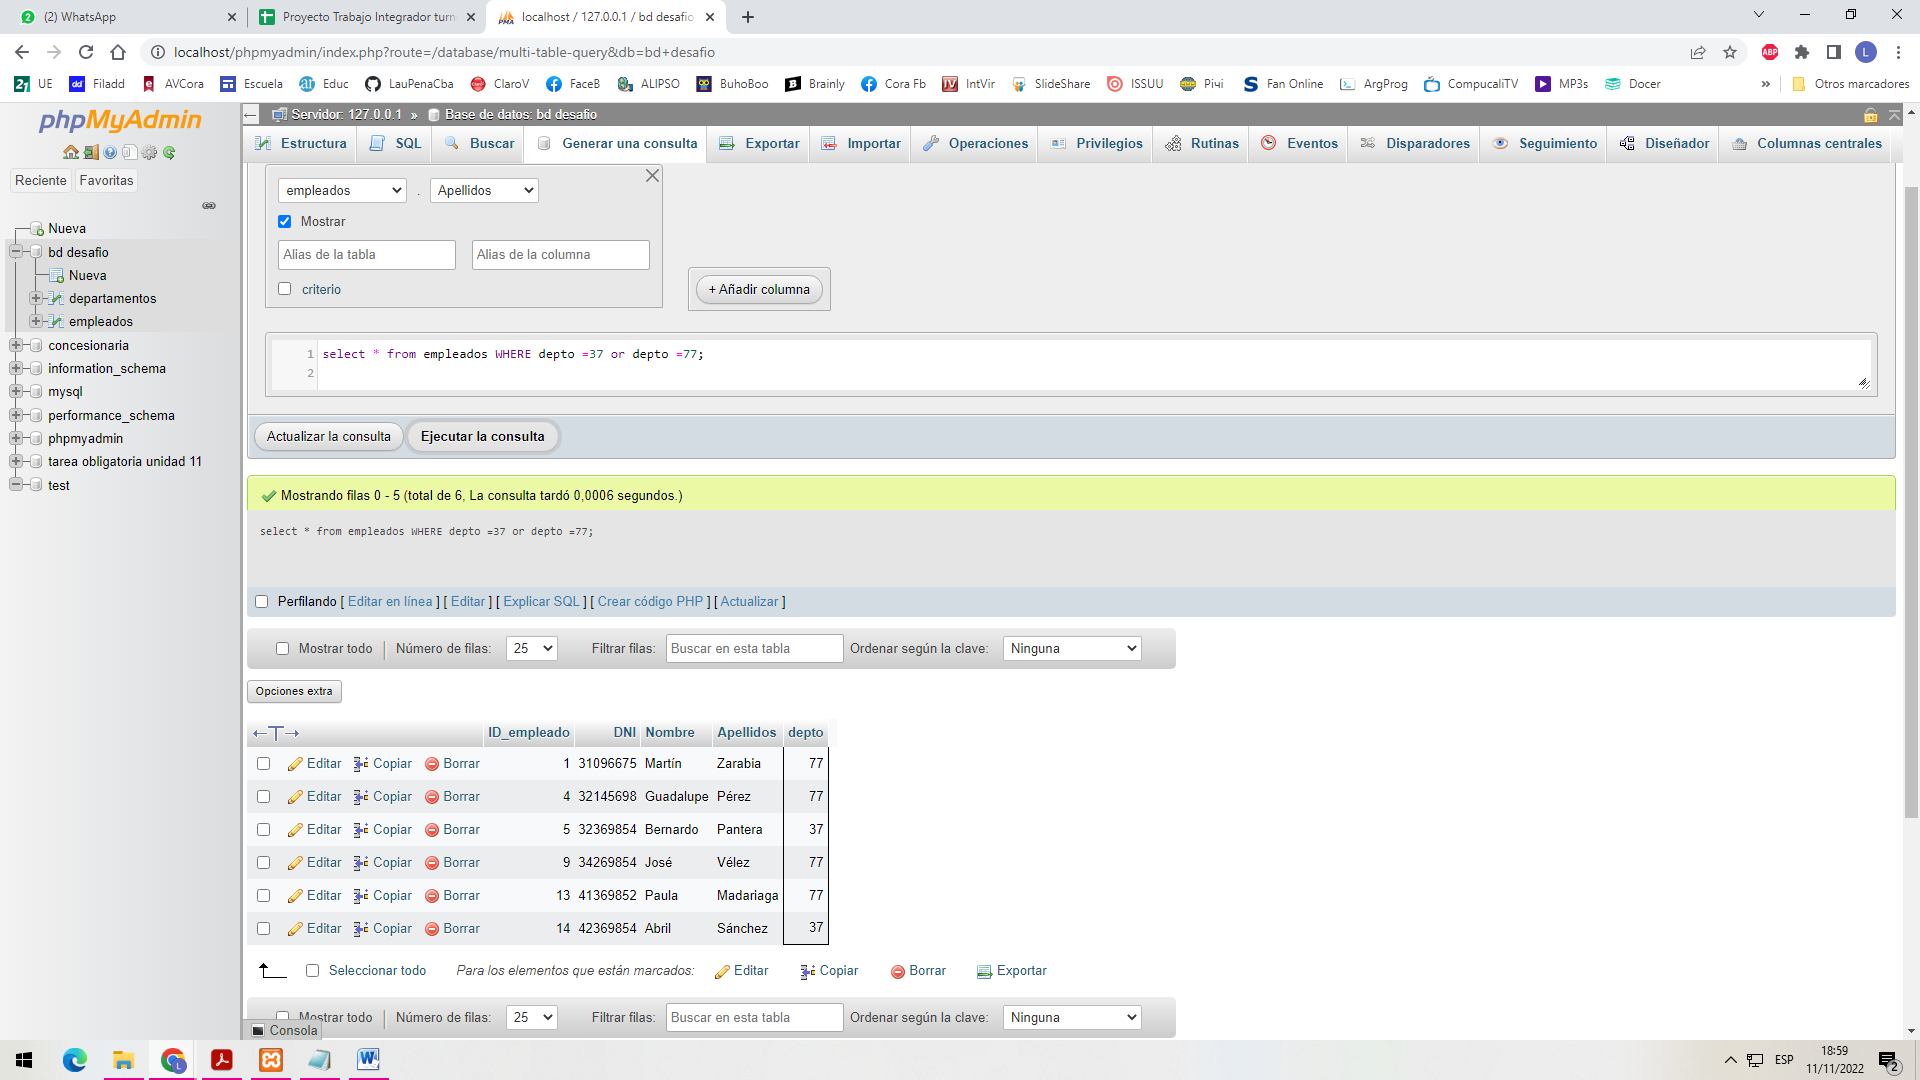 (2) WhatsApp
Proyecto Trabajo Integrador turn
localhost / 127.0.0.1 / bd desafio
localhost/phpmyadmin/index.php?route=/database/multi-table-query&db=bd+desafio
UE Filadd AVCora Escuela Educ LauPenaCba ClaroV FaceB ALIPSO BuhoBoo Brainly Cora Fb IntVir SlideShare ISSUU Piui Fan Online ArgProg CompucaliTV MP3s Docer » Otros marcadores
phpMyAdmin
Reciente Favoritas
Nueva
bd desafio
Nueva
departamentos
empleados
concesionaria
information_schema
mysql
performance_schema
phpmyadmin
tarea obligatoria unidad 11
test
Servidor: 127.0.0.1 » Base de datos: bd desafio
Estructura SQL Buscar Generar una consulta Exportar Importar Operaciones Privilegios Rutinas Eventos Disparadores Seguimiento Diseñador Columnas centrales
empleados . Apellidos
Mostrar
Alias de la tabla Alias de la columna
criterio
+ Añadir columna
1 select * from empleados WHERE depto =37 or depto =77;
2
Actualizar la consulta Ejecutar la consulta
Mostrando filas 0 - 5 (total de 6, La consulta tardó 0,0006 segundos.)
select * from empleados WHERE depto =37 or depto =77;
Perfilando [ Editar en línea ] [ Editar ] [ Explicar SQL ] [ Crear código PHP ] [ Actualizar ]
Mostrar todo Número de filas: 25 Filtrar filas: Buscar en esta tabla Ordenar según la clave: Ninguna
Opciones extra
←T→ ID_empleado DNI Nombre Apellidos depto
Editar Copiar Borrar 1 31096675 Martín Zarabia 77
Editar Copiar Borrar 4 32145698 Guadalupe Pérez 77
Editar Copiar Borrar 5 32369854 Bernardo Pantera 37
Editar Copiar Borrar 9 34269854 José Vélez 77
Editar Copiar Borrar 13 41369852 Paula Madariaga 77
Editar Copiar Borrar 14 42369854 Abril Sánchez 37
Seleccionar todo Para los elementos que están marcados: Editar Copiar Borrar Exportar
Mostrar todo Número de filas: 25 Filtrar filas: Buscar en esta tabla Ordenar según la clave: Ninguna
Consola
ESP
18:59
11/11/2022
2